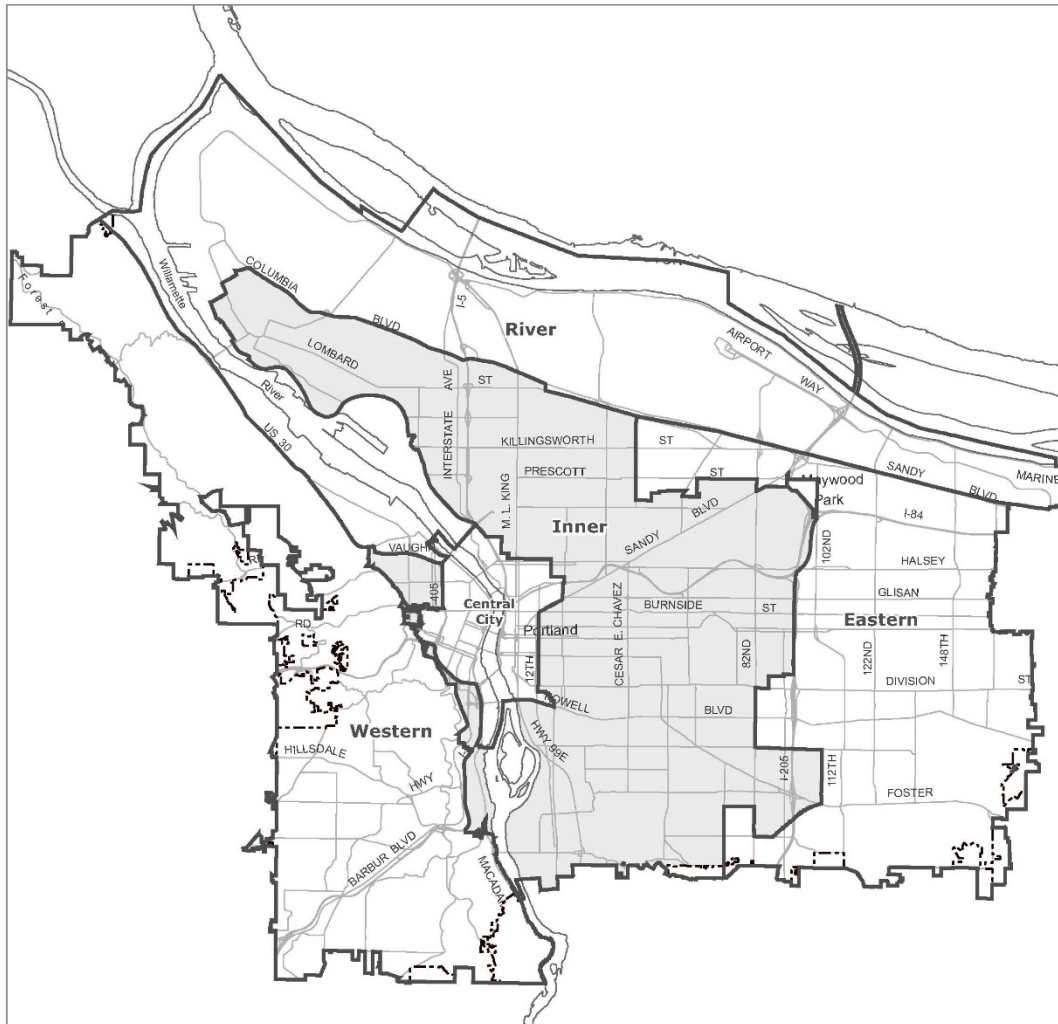 Forest
Willamette
River
US 30
COLUMBIA
BLVD
I-5
River
AIRPORT
WAY
LOMBARD
ST
INTERSTATE
AVE
KILLINGSWORTH
ST
PRESCOTT
ST
M. L. KING
SANDY
BLVD
MARINE
Park
I-84
Inner
SANDY
BLVD
102ND
HALSEY
GLISAN
I-405
Central
City
Portland
12TH
CESAR E. CHAVEZ
BURNSIDE
ST
82ND
Eastern
122ND
148TH
DIVISION
ST
RD
BLVD
Western
HILLSDALE
HWY
HWY 99E
I-205
112TH
FOSTER
BARBUR BLVD